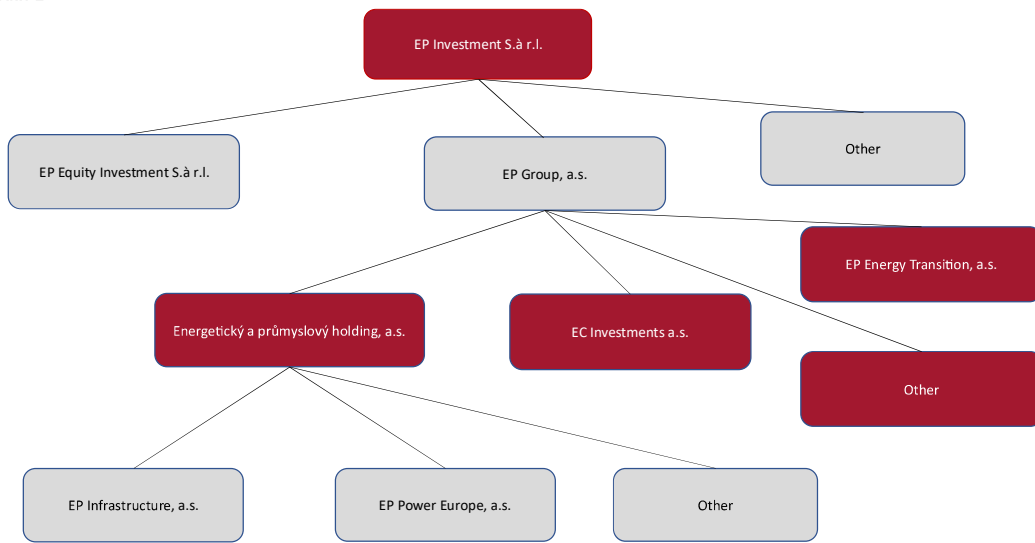 EP Investment S.à r.l.
EP Equity Investment S.à r.l.
EP Group, a.s.
Other
EP Energy Transition, a.s.
Energetický a průmyslový holding, a.s.
EC Investments a.s.
Other
EP Infrastructure, a.s.
EP Power Europe, a.s.
Other